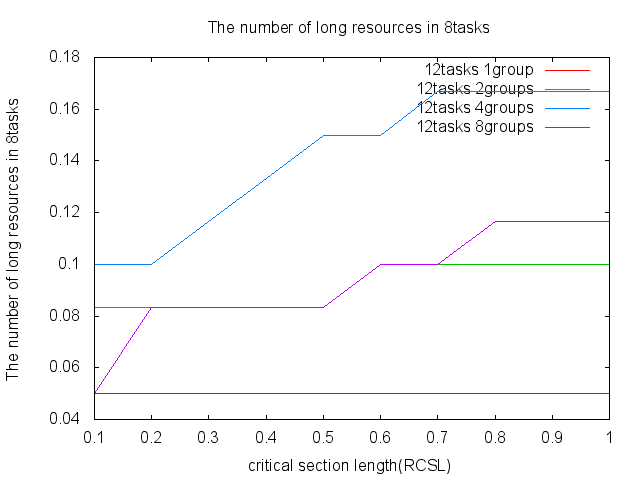 The number of long resources in 8tasks
The number of long resources in 8tasks
0.18
0.16
0.14
0.12
0.1
0.08
0.06
0.04
12tasks 1group
12tasks 2groups
12tasks 4groups
12tasks 8groups
0.1 0.2 0.3 0.4 0.5 0.6 0.7 0.8 0.9 1
critical section length(RCSL)